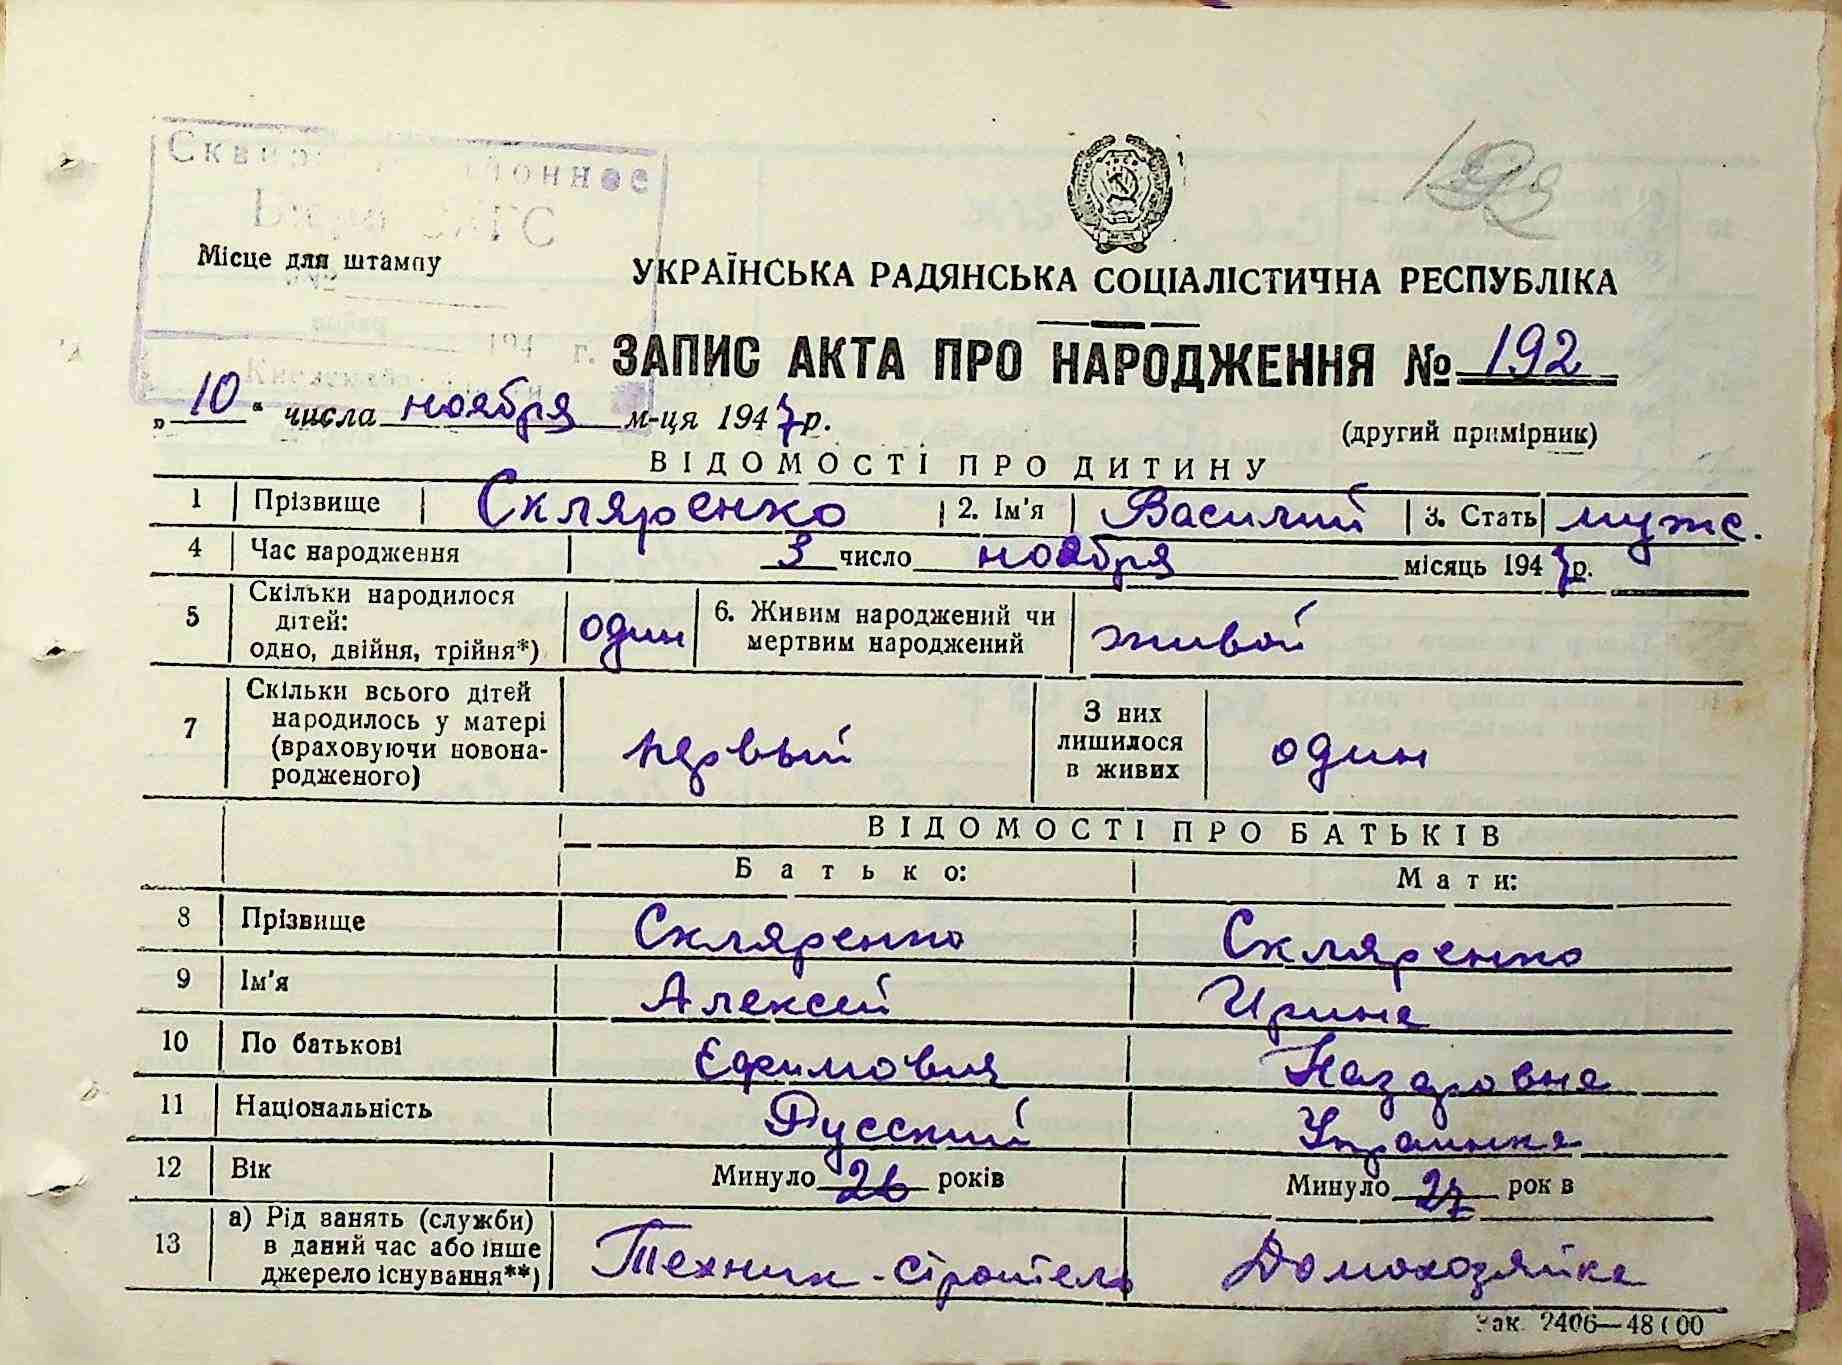 192
Місце для штампу
УКРАЇНСЬКА РАДЯНСЬКА СОЦІАЛІСТИЧНА РЕСПУБЛІКА
ЗАПИС АКТА ПРО НАРОДЖЕННЯ № 192
„10“ числа ноября м-ця 1947 р.
(другий примірник)
ВІДОМОСТІ ПРО ДИТИНУ
1 Прізвище Скляренко 2. Ім'я Василий 3. Стать мужс.
4 Час народження 3 число ноября місяць 1947 р.
5 Скільки народилося дітей: одно, двійня, трійня*) один 6. Живим народжений чи мертвим народжений живой
7 Скільки всього дітей народилось у матері (враховуючи новонародженого) первый З них лишилося в живих один
ВІДОМОСТІ ПРО БАТЬКІВ
Батько: Мати:
8 Прізвище Скляренко Скляренко
9 Ім'я Алексей Ирина
10 По батькові Ефимович Назаровна
11 Національність Русский Украинка
12 Вік Минуло 26 років Минуло 27 рок в
13 а) Рід занять (служби) в даний час або інше джерело існування**) Техник-строитель Домохозяйка
Зак. 2406—48